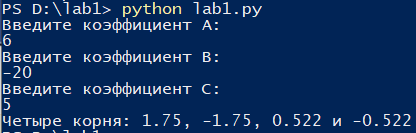 PS D:\lab1> python lab1.py
Введите коэффициент A:
6
Введите коэффициент B:
-20
Введите коэффициент C:
5
Четыре корня: 1.75, -1.75, 0.522 и -0.522